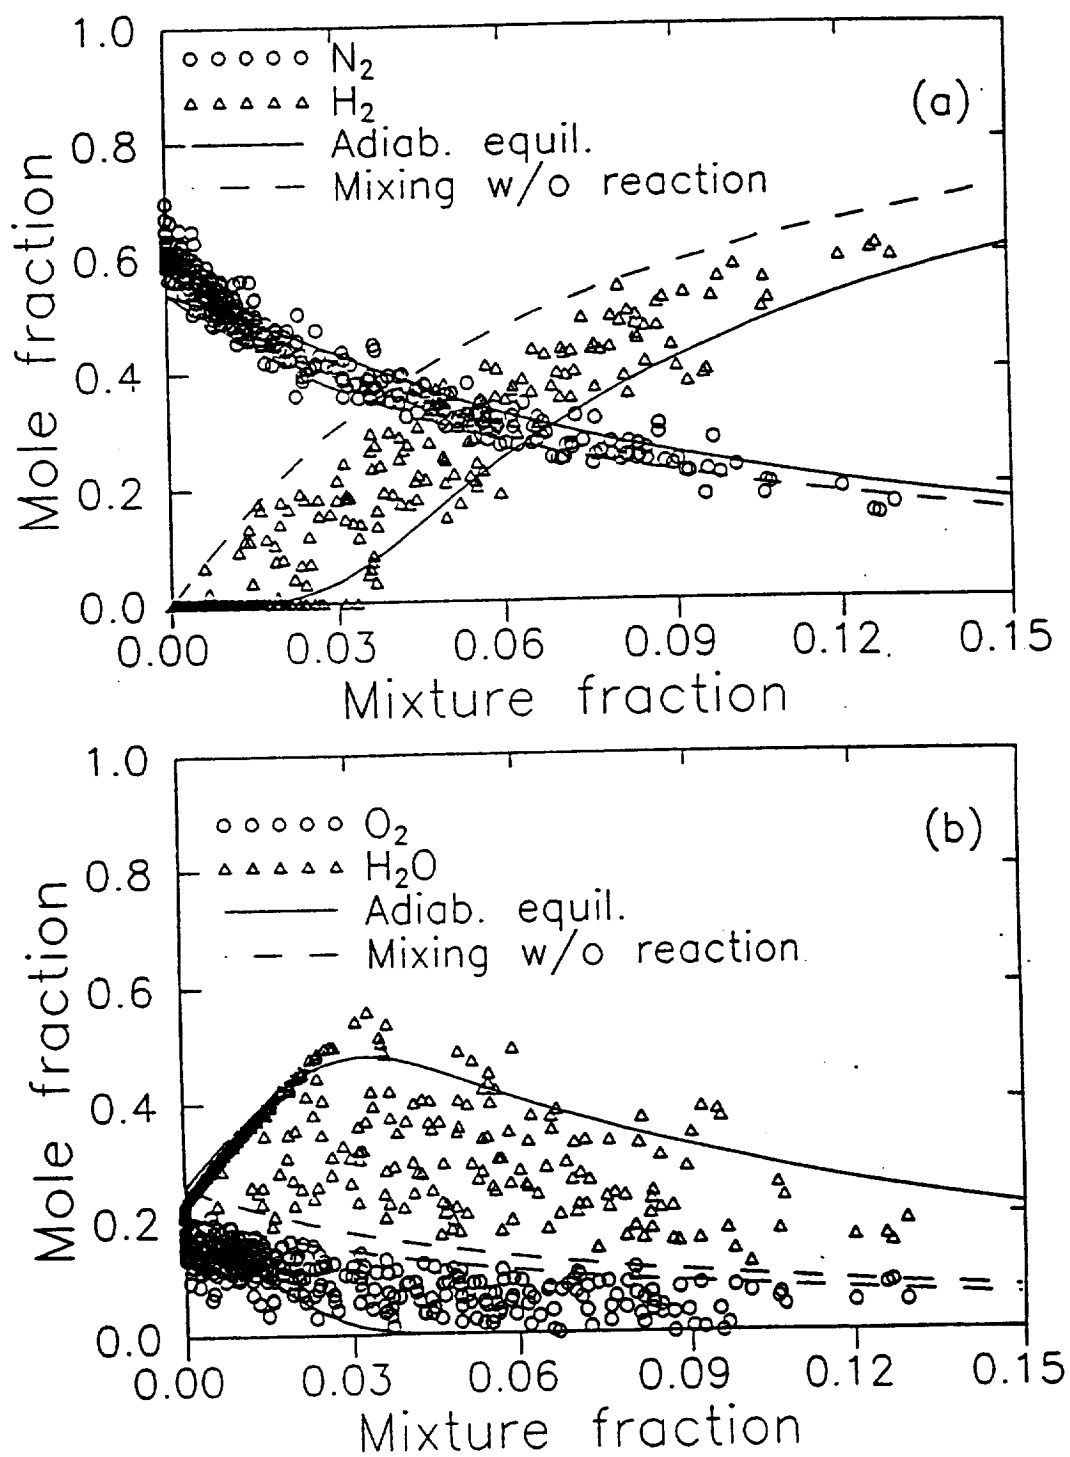 1.0
N₂
H₂
(a)
0.8
Adiab. equil.
Mixing w/o reaction
0.6
0.4
0.2
0.0
0.00 0.03 0.06 0.09 0.12 0.15
Mixture fraction
Mole fraction
1.0
O₂
(b)
H₂O
0.8
Adiab. equil.
Mixing w/o reaction
0.6
0.4
0.2
0.0
0.00 0.03 0.06 0.09 0.12 0.15
Mixture fraction
Mole fraction